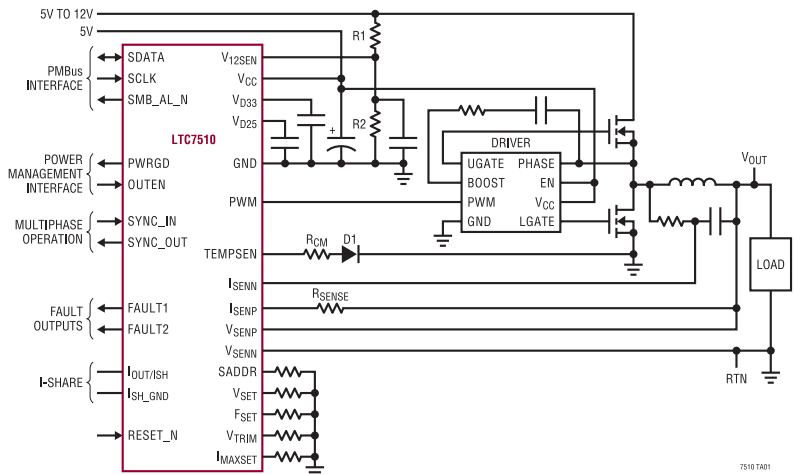 5V TO 12V
5V
R1
SDATA
SCLK
SMB_AL_N
PMBus
INTERFACE
V12SEN
VCC
VD33
VD25
GND
LTC7510
R2
+
PWRGD
OUTEN
POWER
MANAGEMENT
INTERFACE
SYNC_IN
SYNC_OUT
MULTIPHASE
OPERATION
PWM
TEMPSEN
RCM
D1
DRIVER
UGATE
BOOST
PWM
GND
PHASE
EN
VCC
LGATE
VOUT
LOAD
FAULT1
FAULT2
FAULT
OUTPUTS
ISENN
ISENP
RSENSE
VSENP
VSENN
RTN
I-SHARE
IOUT/ISH
ISH_GND
RESET_N
SADDR
VSET
FSET
VTRIM
IMAXSET
7510 TA01